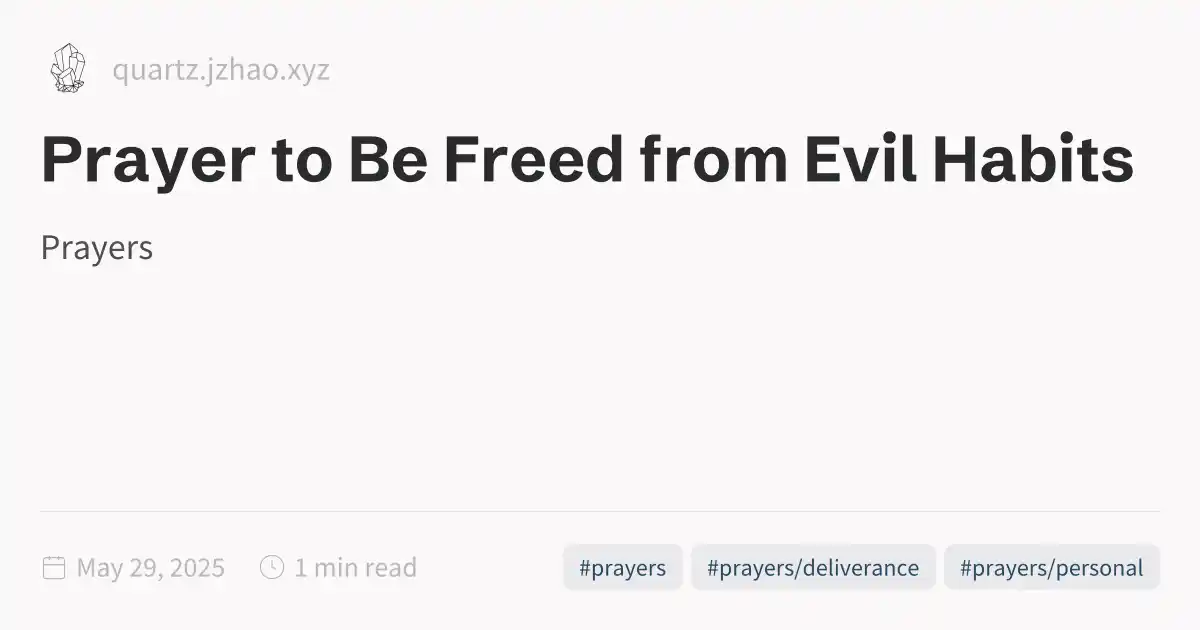 quartz.jzhao.xyz
Prayer to Be Freed from Evil Habits
Prayers
May 29, 2025 1 min read #prayers #prayers/deliverance #prayers/personal